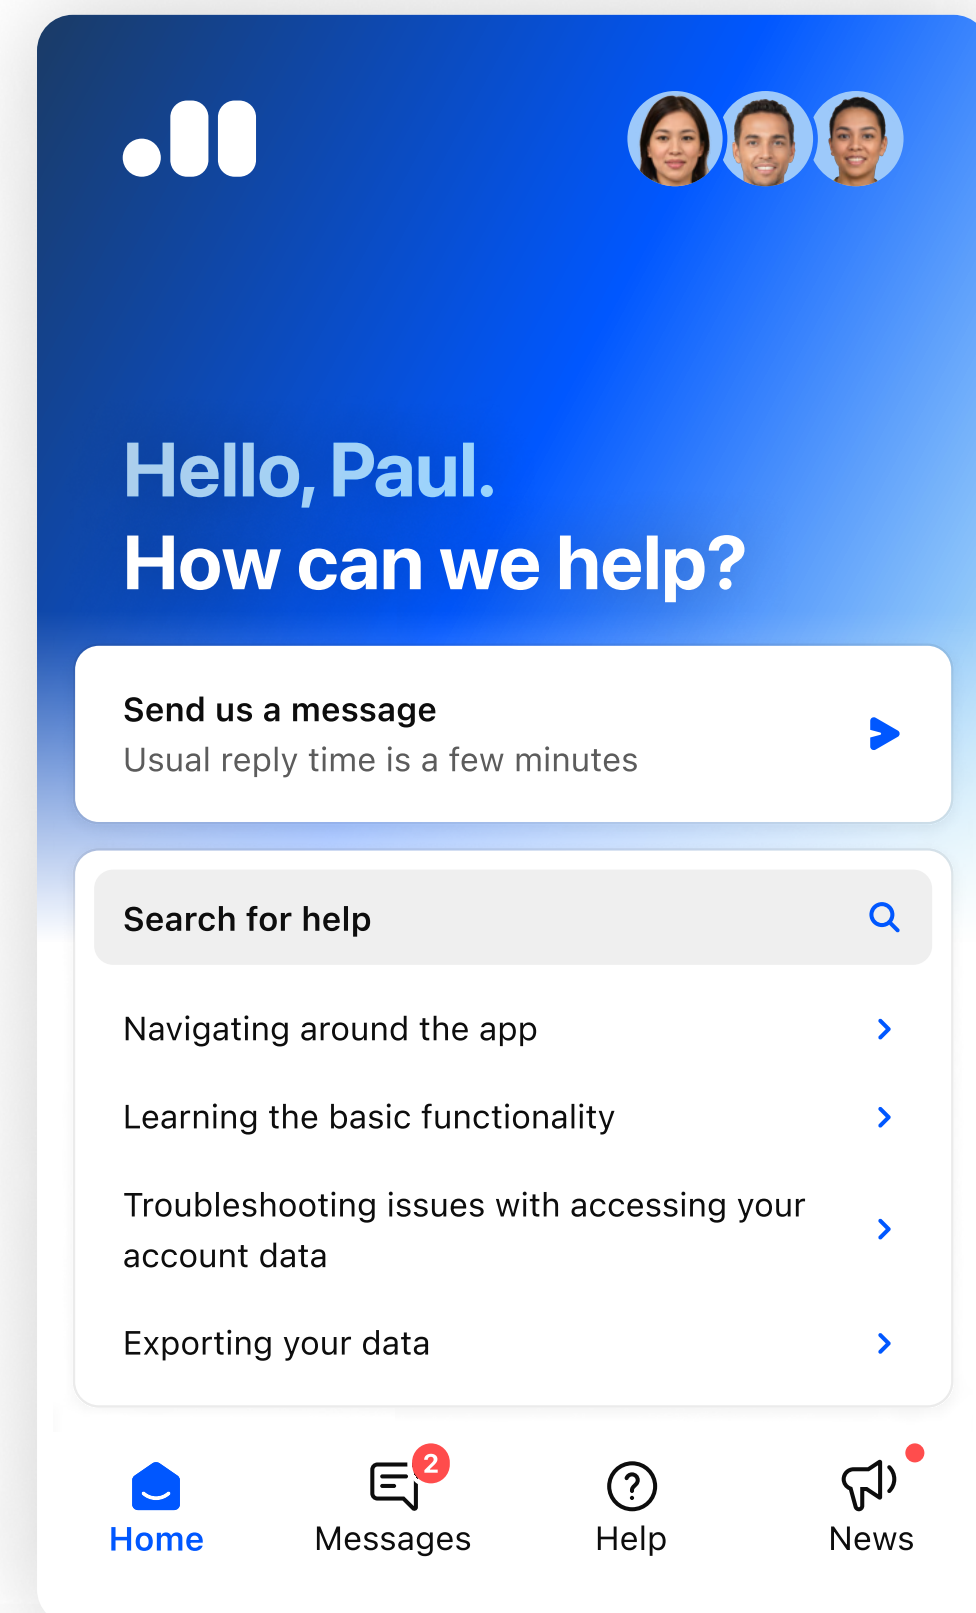 Hello, Paul.
How can we help?
Send us a message
Usual reply time is a few minutes
Search for help
Navigating around the app
Learning the basic functionality
Troubleshooting issues with accessing your
account data
Exporting your data
2
Home
Messages
Help
News